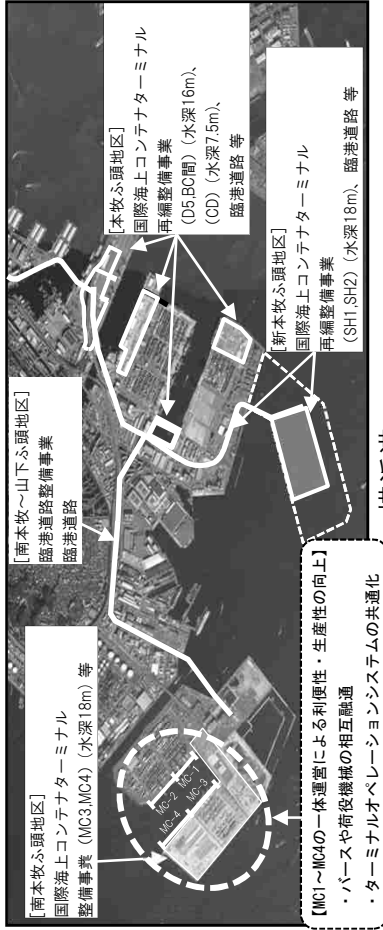 [南本牧ふ頭地区]
国際海上コンテナターミナル
整備事業（MC3,MC4）（水深18m）等
[南本牧～山下ふ頭地区]
臨港道路整備事業
臨港道路
[本牧ふ頭地区]
国際海上コンテナターミナル
再編整備事業
(D5,BC間)（水深16m）、
(CD)（水深7.5m）、
臨港道路 等
[新本牧ふ頭地区]
国際海上コンテナターミナル
再編整備事業
(SH1,SH2)（水深18m）、臨港道路 等
MC-4
MC-2
MC-3
MC-1
【MC1～MC4の一体運営による利便性・生産性の向上】
・バースや荷役機械の相互融通
・ターミナルオペレーションシステムの共通化